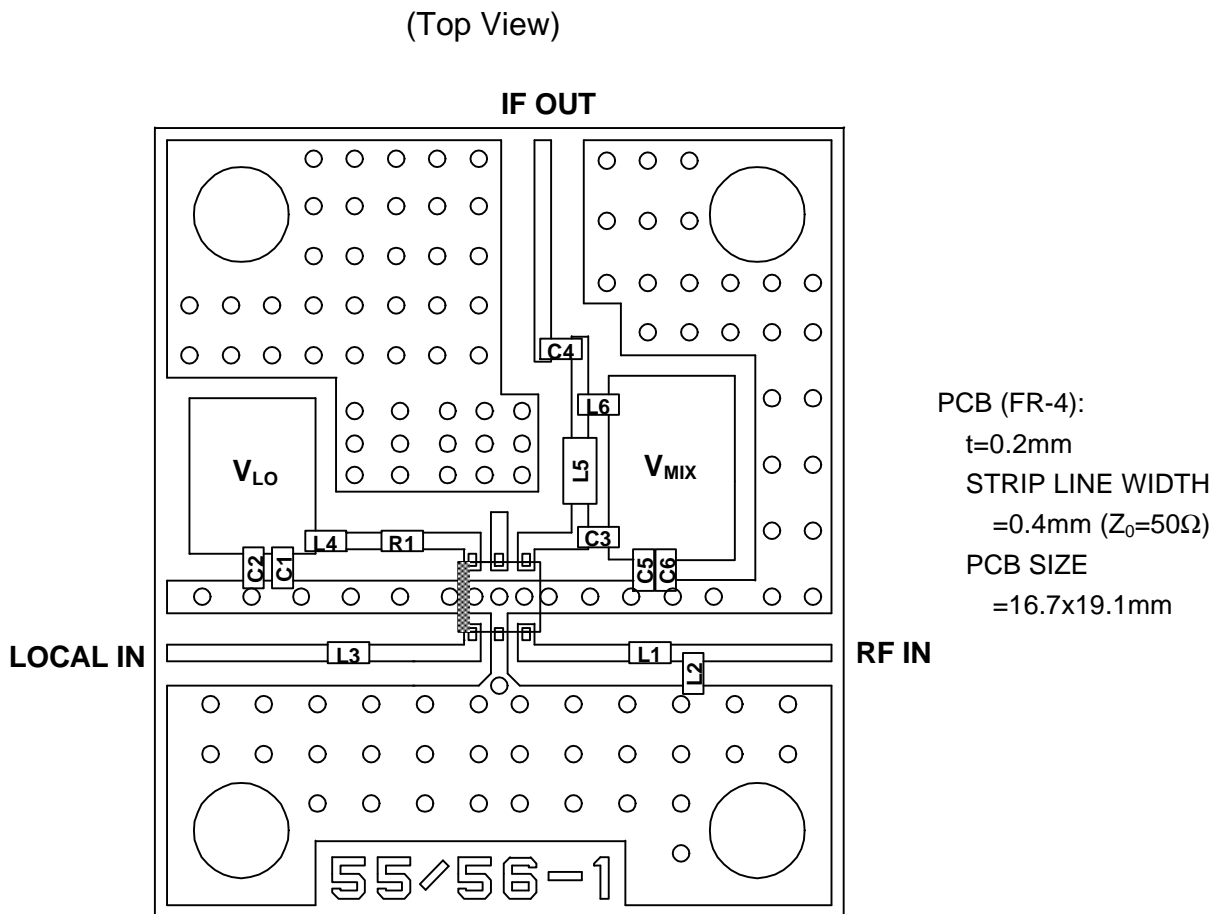 (Top View)
IF OUT
C4
L6
PCB (FR-4):
t=0.2mm
STRIP LINE WIDTH
=0.4mm (Z₀=50Ω)
PCB SIZE
=16.7x19.1mm
V_LO
L5
V_MIX
L4
R1
C3
C2
C1
C5
C6
LOCAL IN
L3
L1
RF IN
L2
55/56-1